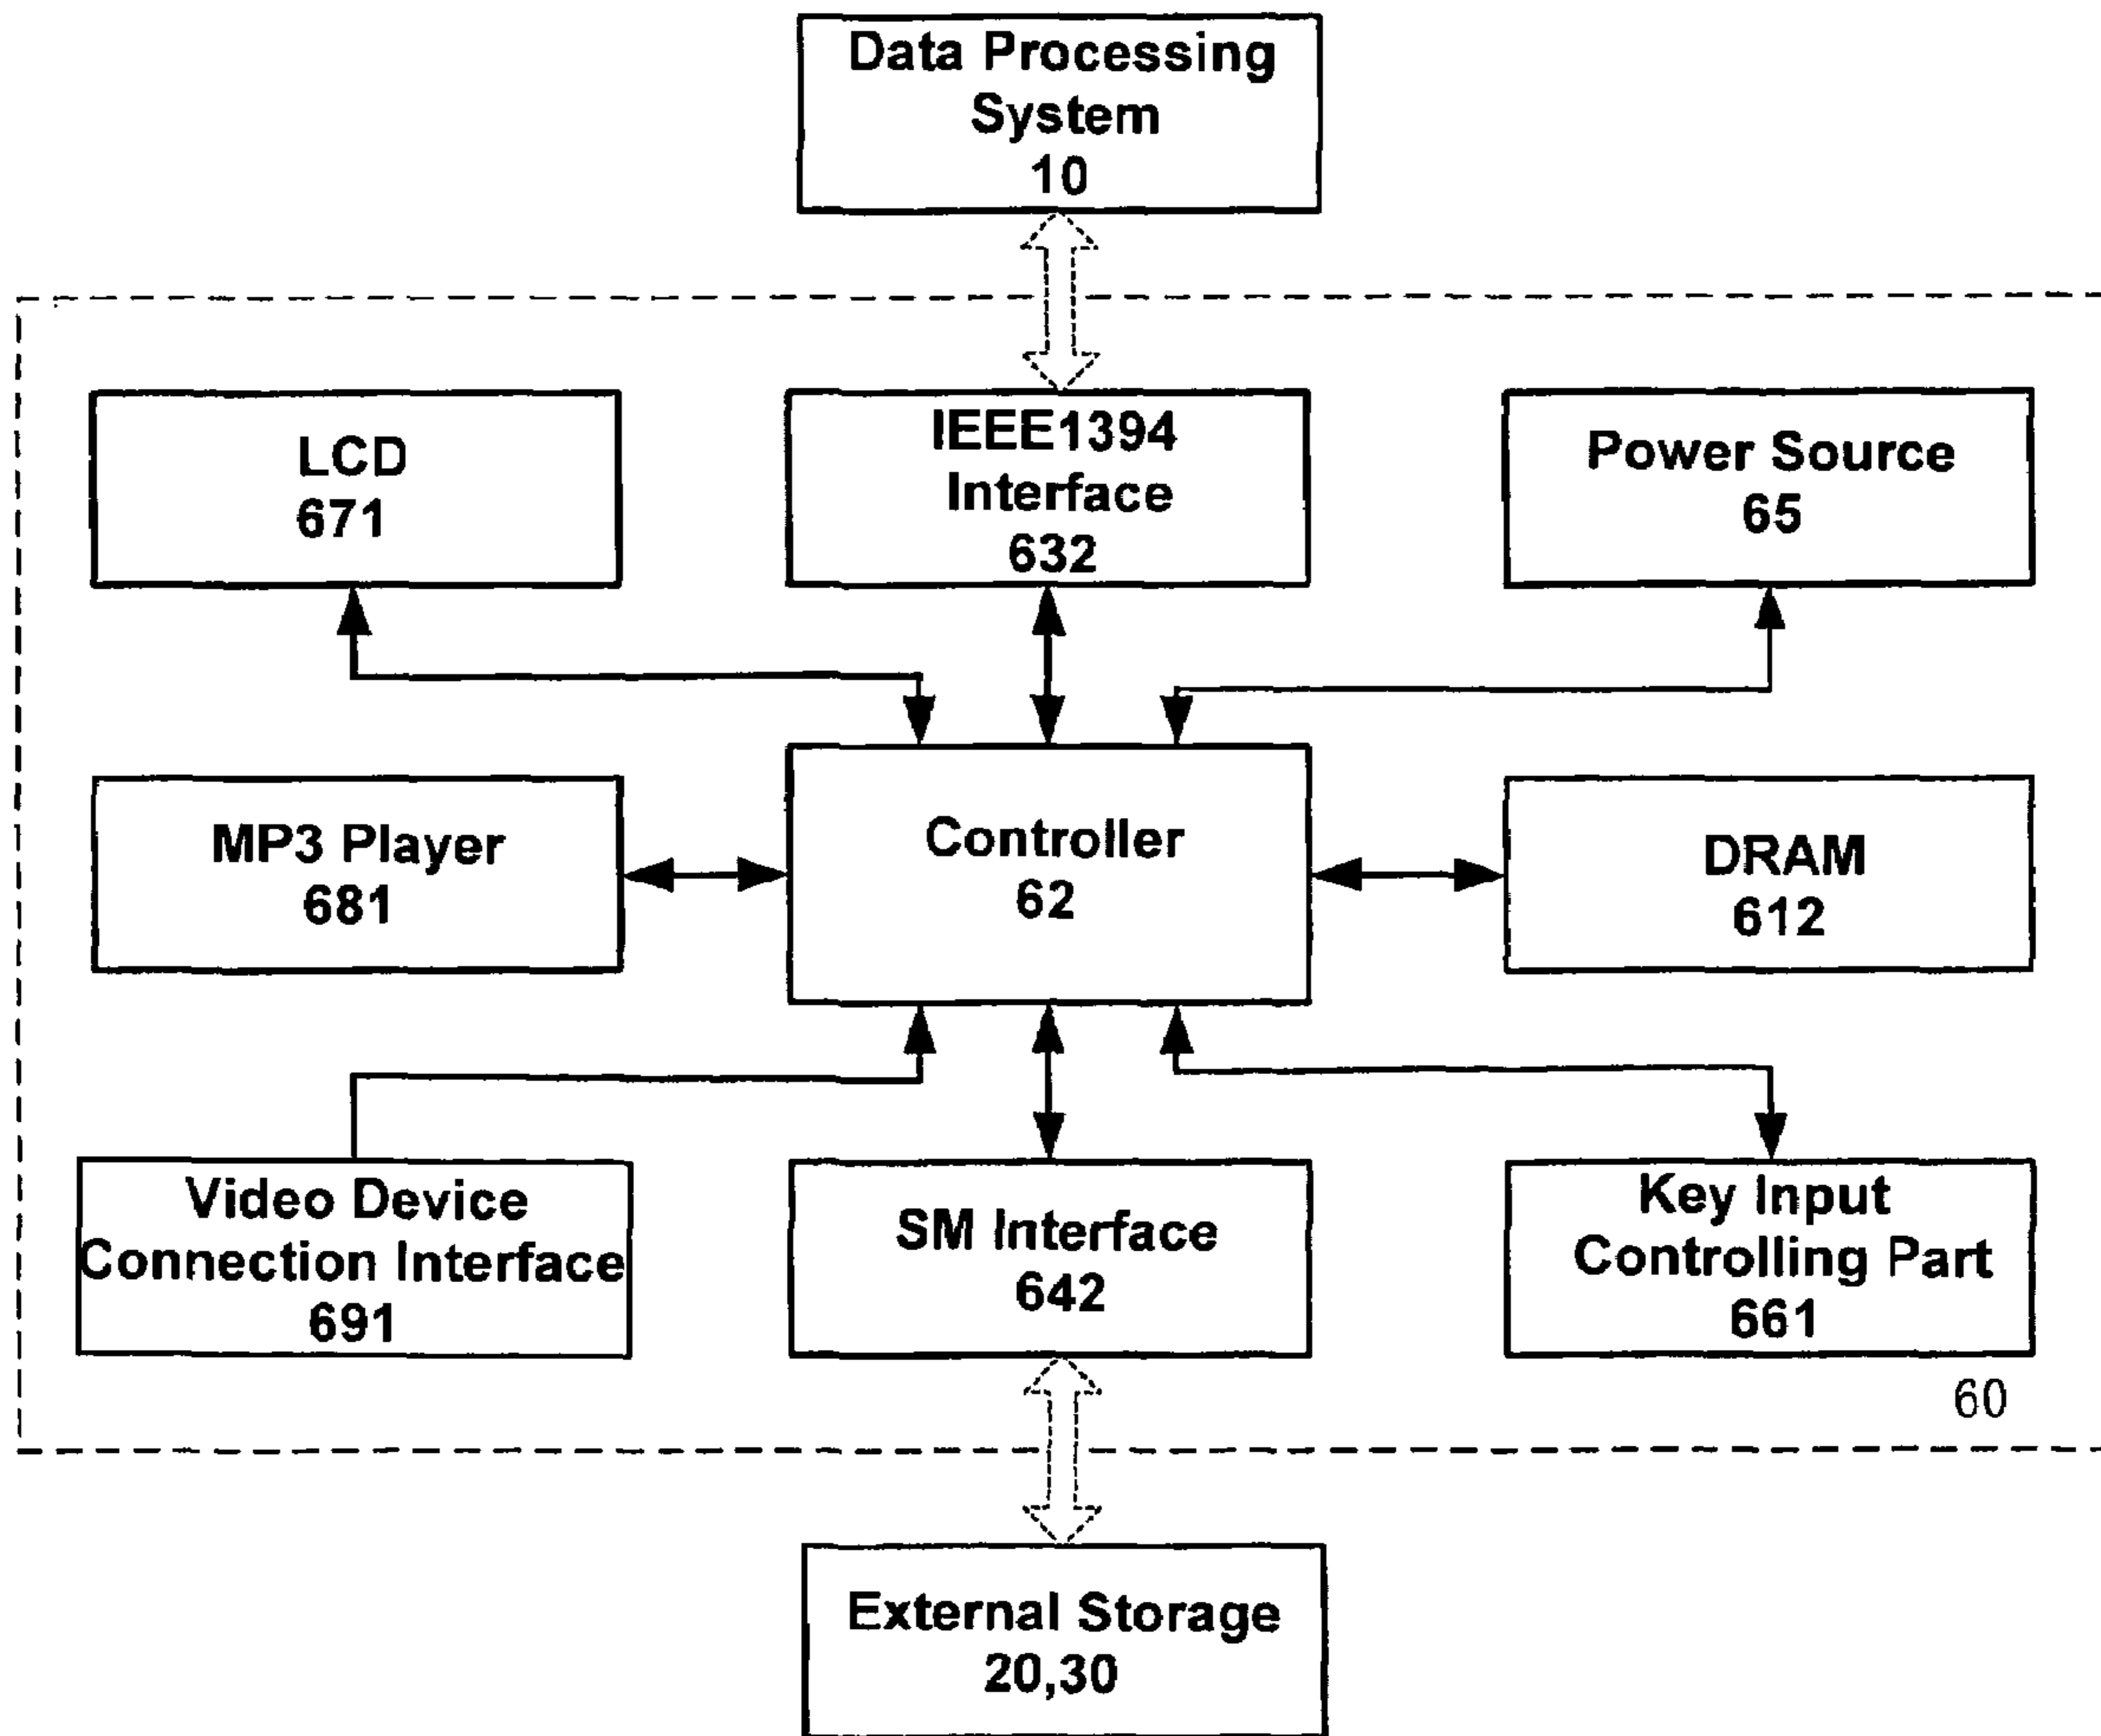 Data Processing
System
10
LCD
671
IEEE1394
Interface
632
Power Source
65
MP3 Player
681
Controller
62
DRAM
612
Video Device
Connection Interface
691
SM Interface
642
Key Input
Controlling Part
661
60
External Storage
20,30